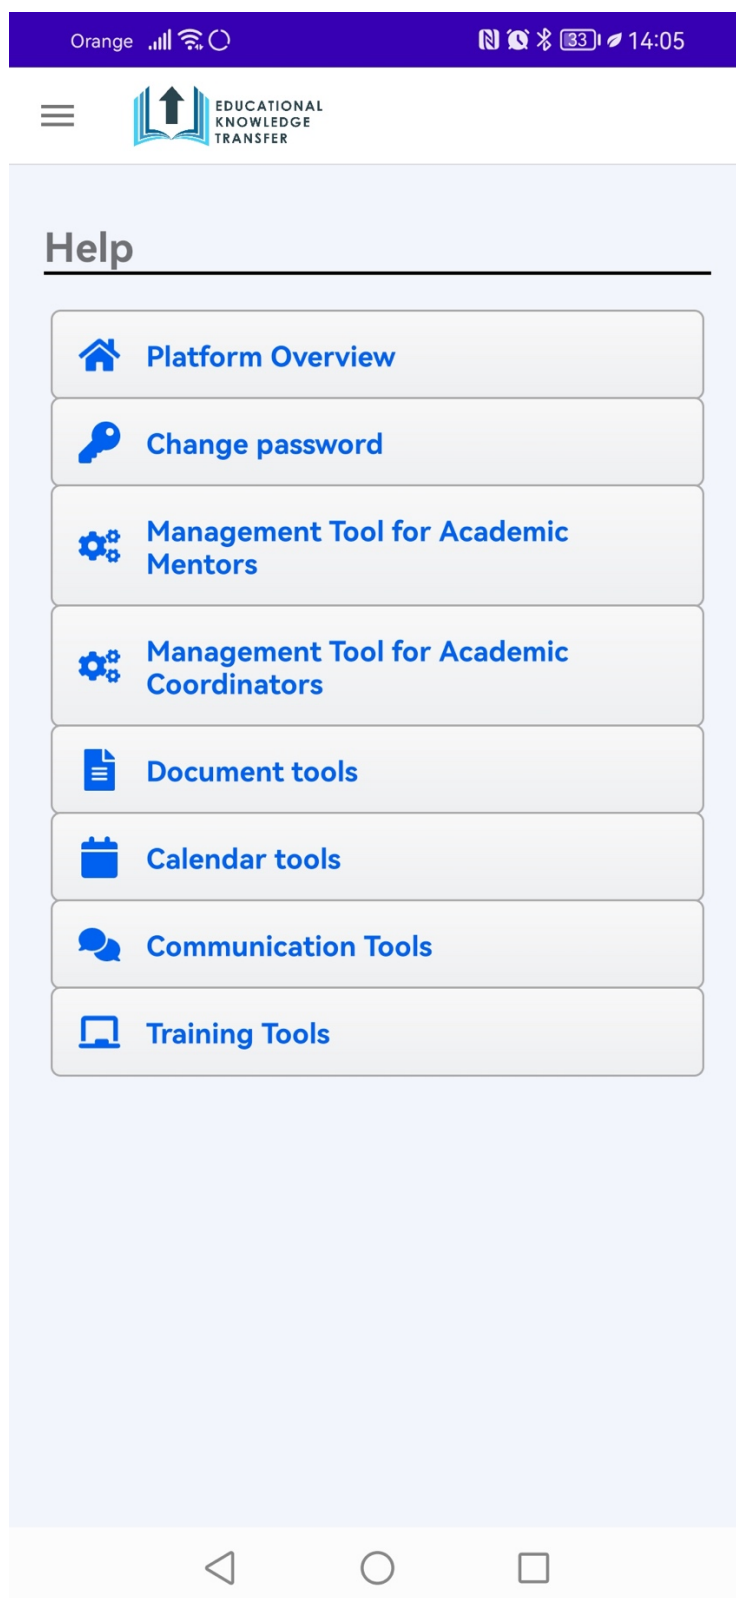 Orange 33 14:05
EDUCATIONAL
KNOWLEDGE
TRANSFER
Help
Platform Overview
Change password
Management Tool for Academic
Mentors
Management Tool for Academic
Coordinators
Document tools
Calendar tools
Communication Tools
Training Tools